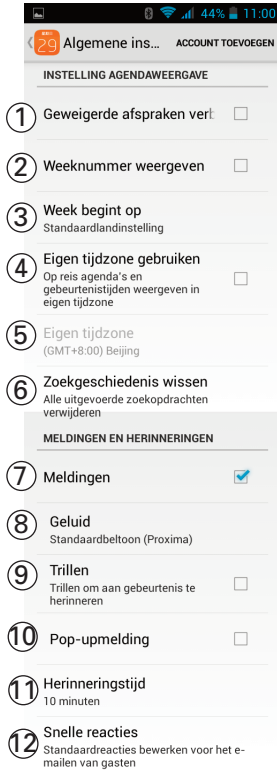 44% 11:00
29 Algemene ins... ACCOUNT TOEVOEGEN
INSTELLING AGENDAWEERGAVE
1 Geweigerde afspraken verb
2 Weeknummer weergeven
3 Week begint op
Standaardlandinstelling
4 Eigen tijdzone gebruiken
Op reis agenda's en
gebeurtenistijden weergeven in
eigen tijdzone
5 Eigen tijdzone
(GMT+8:00) Beijing
6 Zoekgeschiedenis wissen
Alle uitgevoerde zoekopdrachten
verwijderen
MELDINGEN EN HERINNERINGEN
7 Meldingen
8 Geluid
Standaardbeltoon (Proxima)
9 Trillen
Trillen om aan gebeurtenis te
herinneren
10 Pop-upmelding
11 Herinneringstijd
10 minuten
12 Snelle reacties
Standaardreacties bewerken voor het e-
mailen van gasten